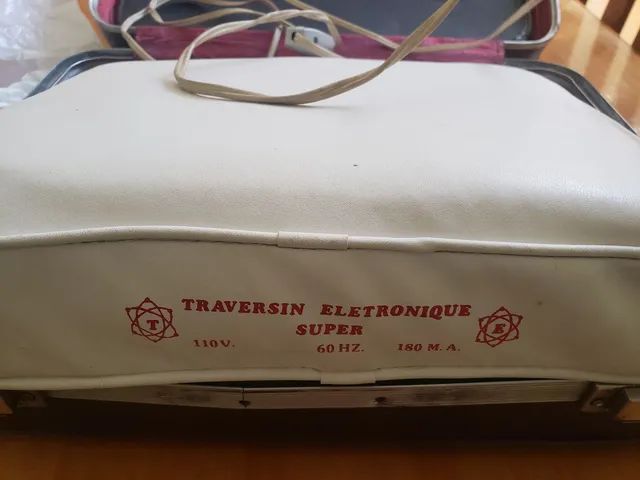 TRAVERSIN ELETRONIQUE
T SUPER E
110V. 60 HZ. 180 M. A.